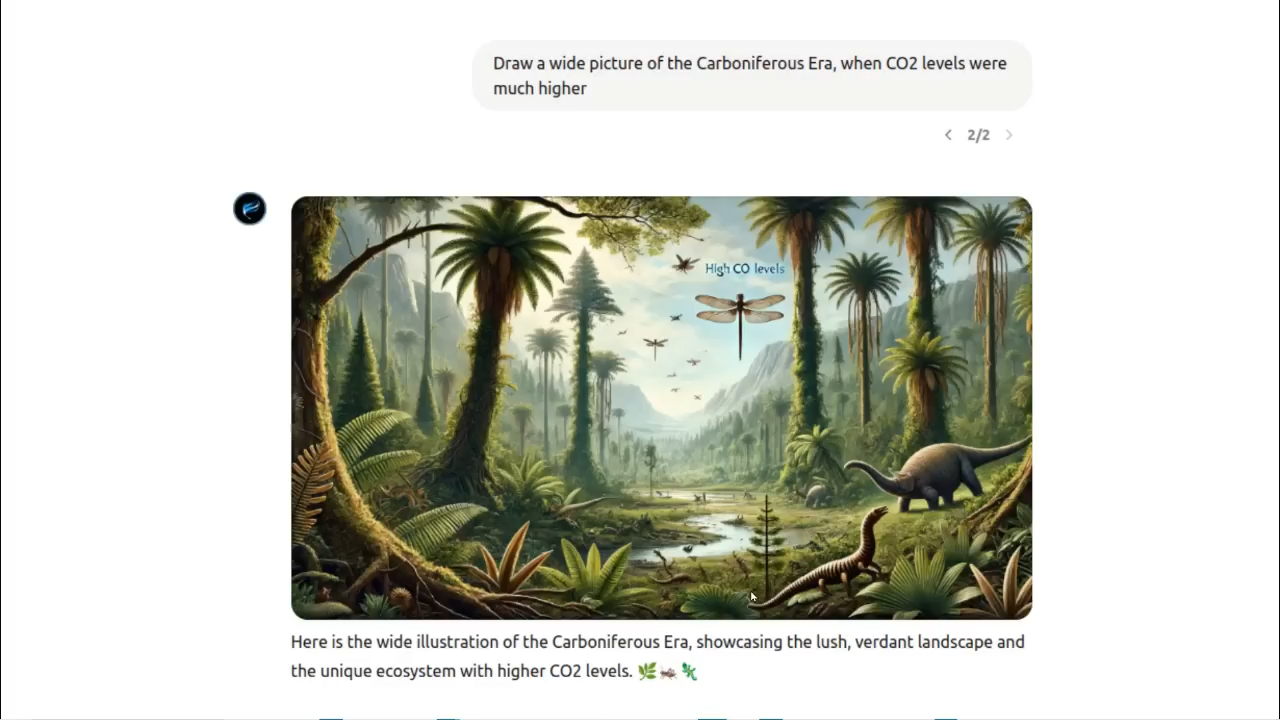 Draw a wide picture of the Carboniferous Era, when CO2 levels were
much higher
2/2
High CO levels
Here is the wide illustration of the Carboniferous Era, showcasing the lush, verdant landscape and
the unique ecosystem with higher CO2 levels. 🌿🦗🦎